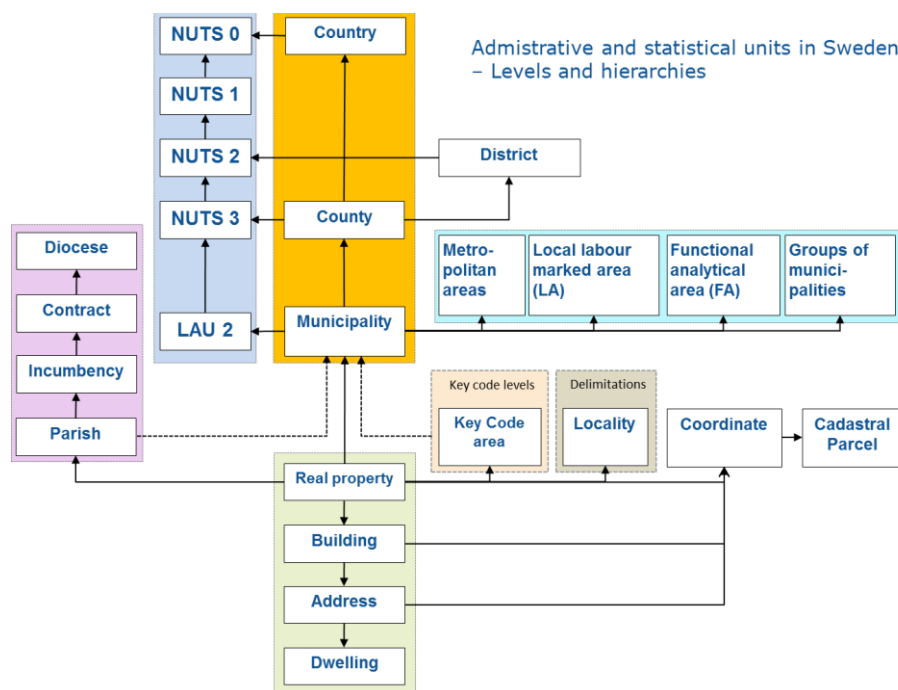 Admistrative and statistical units in Sweden
– Levels and hierarchies
NUTS 0
Country
NUTS 1
NUTS 2
District
NUTS 3
County
Diocese
Contract
Incumbency
Parish
LAU 2
Municipality
Metro-
politan
areas
Local labour
marked area
(LA)
Functional
analytical
area (FA)
Groups of
munici-
palities
Key code levels
Key Code
area
Delimitations
Locality
Coordinate
Cadastral
Parcel
Real property
Building
Address
Dwelling